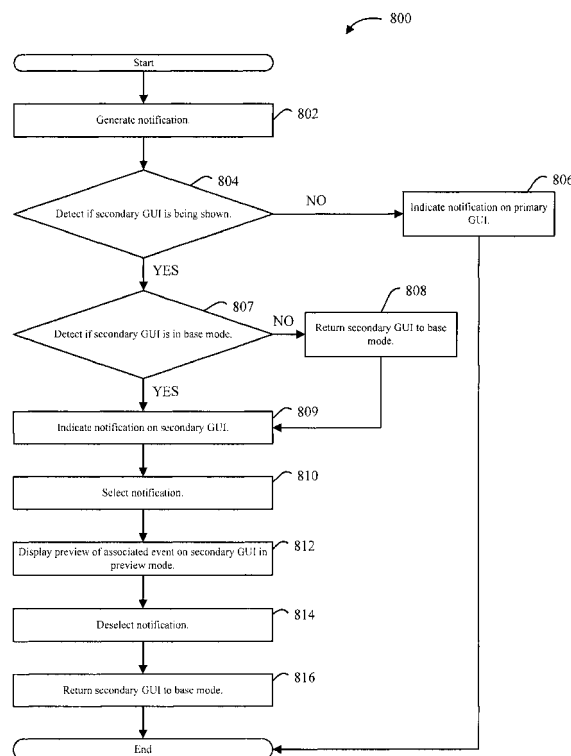 800
Start
Generate notification.
802
804
Detect if secondary GUI is being shown.
NO
806
Indicate notification on primary
GUI.
YES
807
Detect if secondary GUI is in base mode.
NO
808
Return secondary GUI to base
mode.
YES
809
Indicate notification on secondary GUI.
810
Select notification.
812
Display preview of associated event on secondary GUI in
preview mode.
814
Deselect notification.
816
Return secondary GUI to base mode.
End